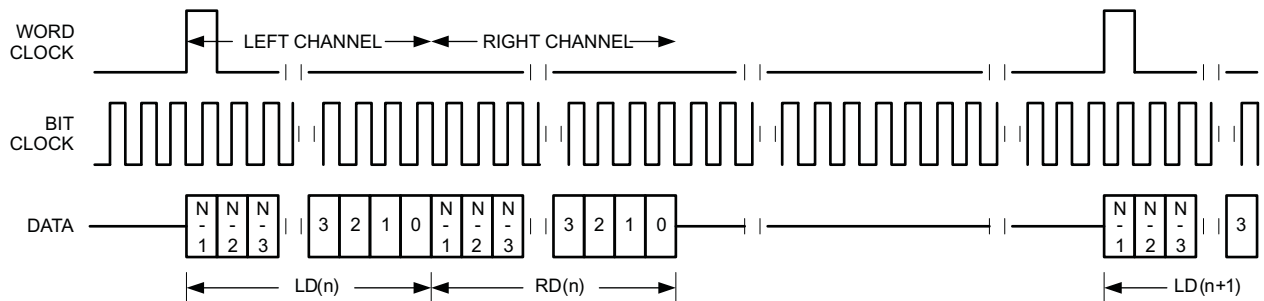 WORD
CLOCK
LEFT CHANNEL
RIGHT CHANNEL
BIT
CLOCK
DATA
N-1 N-2 N-3 3 2 1 0 N-1 N-2 N-3 3 2 1 0 N-1 N-2 N-3 3
LD(n) RD(n) LD(n+1)